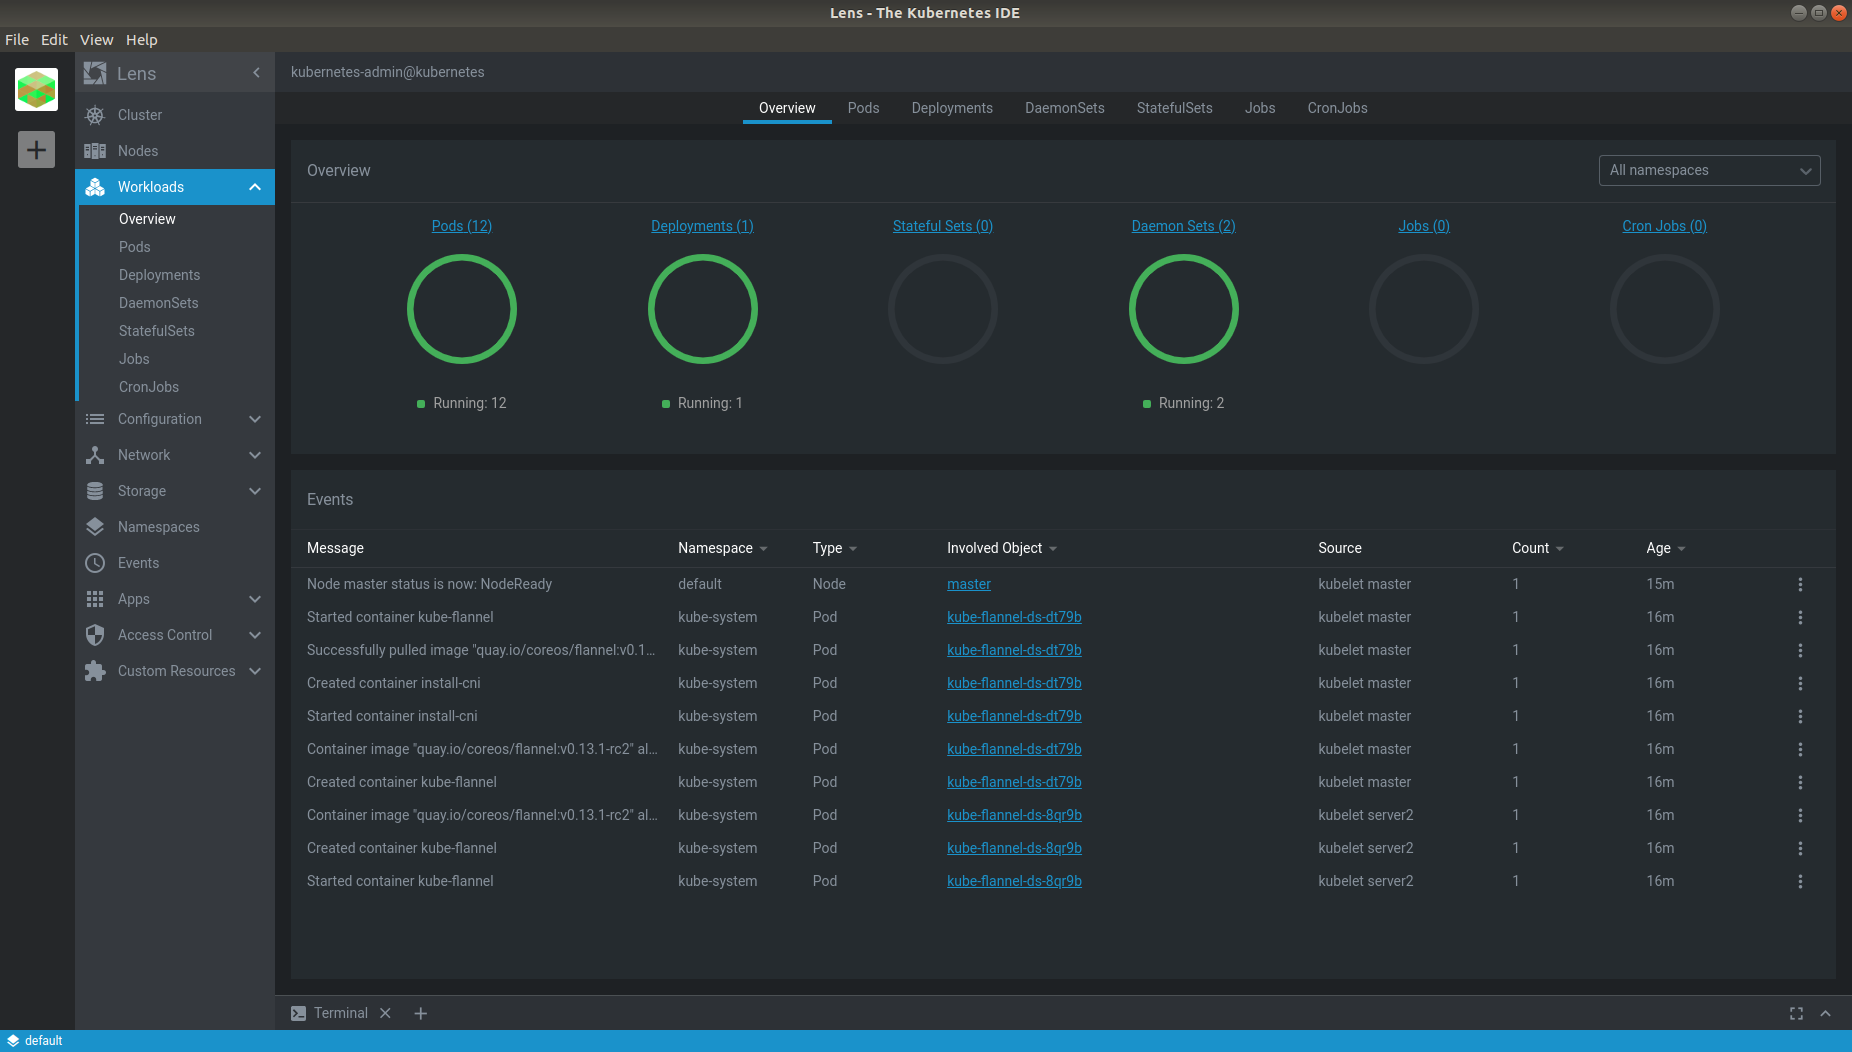 Lens - The Kubernetes IDE
File Edit View Help
Lens
kubernetes-admin@kubernetes
Cluster
Nodes
Workloads
Overview
Pods
Deployments
DaemonSets
StatefulSets
Jobs
CronJobs
Configuration
Network
Storage
Namespaces
Events
Apps
Access Control
Custom Resources
Overview Pods Deployments DaemonSets StatefulSets Jobs CronJobs
Overview All namespaces
Pods (12) Deployments (1) Stateful Sets (0) Daemon Sets (2) Jobs (0) Cron Jobs (0)
Running: 12 Running: 1 Running: 2
Events
Message Namespace Type Involved Object Source Count Age
Node master status is now: NodeReady default Node master kubelet master 1 15m
Started container kube-flannel kube-system Pod kube-flannel-ds-dt79b kubelet master 1 16m
Successfully pulled image "quay.io/coreos/flannel:v0.1... kube-system Pod kube-flannel-ds-dt79b kubelet master 1 16m
Created container install-cni kube-system Pod kube-flannel-ds-dt79b kubelet master 1 16m
Started container install-cni kube-system Pod kube-flannel-ds-dt79b kubelet master 1 16m
Container image "quay.io/coreos/flannel:v0.13.1-rc2" al... kube-system Pod kube-flannel-ds-dt79b kubelet master 1 16m
Created container kube-flannel kube-system Pod kube-flannel-ds-dt79b kubelet master 1 16m
Container image "quay.io/coreos/flannel:v0.13.1-rc2" al... kube-system Pod kube-flannel-ds-8qr9b kubelet server2 1 16m
Created container kube-flannel kube-system Pod kube-flannel-ds-8qr9b kubelet server2 1 16m
Started container kube-flannel kube-system Pod kube-flannel-ds-8qr9b kubelet server2 1 16m
Terminal
default